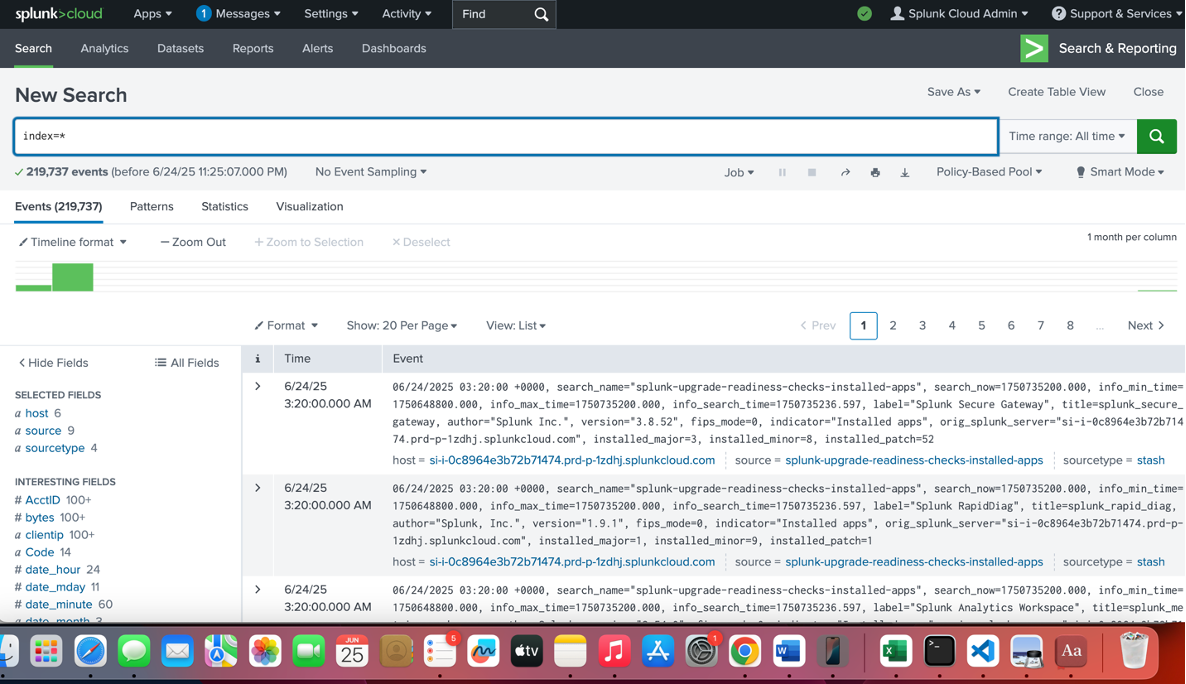 splunk>cloud Apps 1 Messages Settings Activity Find Splunk Cloud Admin ? Support & Services
Search Analytics Datasets Reports Alerts Dashboards > Search & Reporting
New Search Save As Create Table View Close
index=* Time range: All time
219,737 events (before 6/24/25 11:25:07.000 PM) No Event Sampling Job Policy-Based Pool Smart Mode
Events (219,737) Patterns Statistics Visualization
Timeline format — Zoom Out + Zoom to Selection × Deselect 1 month per column
Format Show: 20 Per Page View: List < Prev 1 2 3 4 5 6 7 8 ... Next >
< Hide Fields All Fields
SELECTED FIELDS
a host 6
a source 9
a sourcetype 4
INTERESTING FIELDS
# AcctID 100+
# bytes 100+
a clientip 100+
a Code 14
# date_hour 24
# date_mday 11
# date_minute 60
a date_month 3
i Time Event
> 6/24/25
3:20:00.000 AM
06/24/2025 03:20:00 +0000, search_name="splunk-upgrade-readiness-checks-installed-apps", search_now=1750735200.000, info_min_time=
1750648800.000, info_max_time=1750735200.000, info_search_time=1750735236.597, label="Splunk Secure Gateway", title=splunk_secure_
gateway, author="Splunk Inc.", version="3.8.52", fips_mode=0, indicator="Installed apps", orig_splunk_server="si-i-0c8964e3b72b714
74.prd-p-1zdhj.splunkcloud.com", installed_major=3, installed_minor=8, installed_patch=52
host = si-i-0c8964e3b72b71474.prd-p-1zdhj.splunkcloud.com source = splunk-upgrade-readiness-checks-installed-apps sourcetype = stash
> 6/24/25
3:20:00.000 AM
06/24/2025 03:20:00 +0000, search_name="splunk-upgrade-readiness-checks-installed-apps", search_now=1750735200.000, info_min_time=
1750648800.000, info_max_time=1750735200.000, info_search_time=1750735236.597, label="Splunk RapidDiag", title=splunk_rapid_diag,
author="Splunk, Inc.", version="1.9.1", fips_mode=0, indicator="Installed apps", orig_splunk_server="si-i-0c8964e3b72b71474.prd-p-
1zdhj.splunkcloud.com", installed_major=1, installed_minor=9, installed_patch=1
host = si-i-0c8964e3b72b71474.prd-p-1zdhj.splunkcloud.com source = splunk-upgrade-readiness-checks-installed-apps sourcetype = stash
> 6/24/25
3:20:00.000 AM
06/24/2025 03:20:00 +0000, search_name="splunk-upgrade-readiness-checks-installed-apps", search_now=1750735200.000, info_min_time=
1750648800.000, info_max_time=1750735200.000, info_search_time=1750735236.597, label="Splunk Analytics Workspace", title=splunk_me
JUN
25
5
tv
1
W
X
Aa